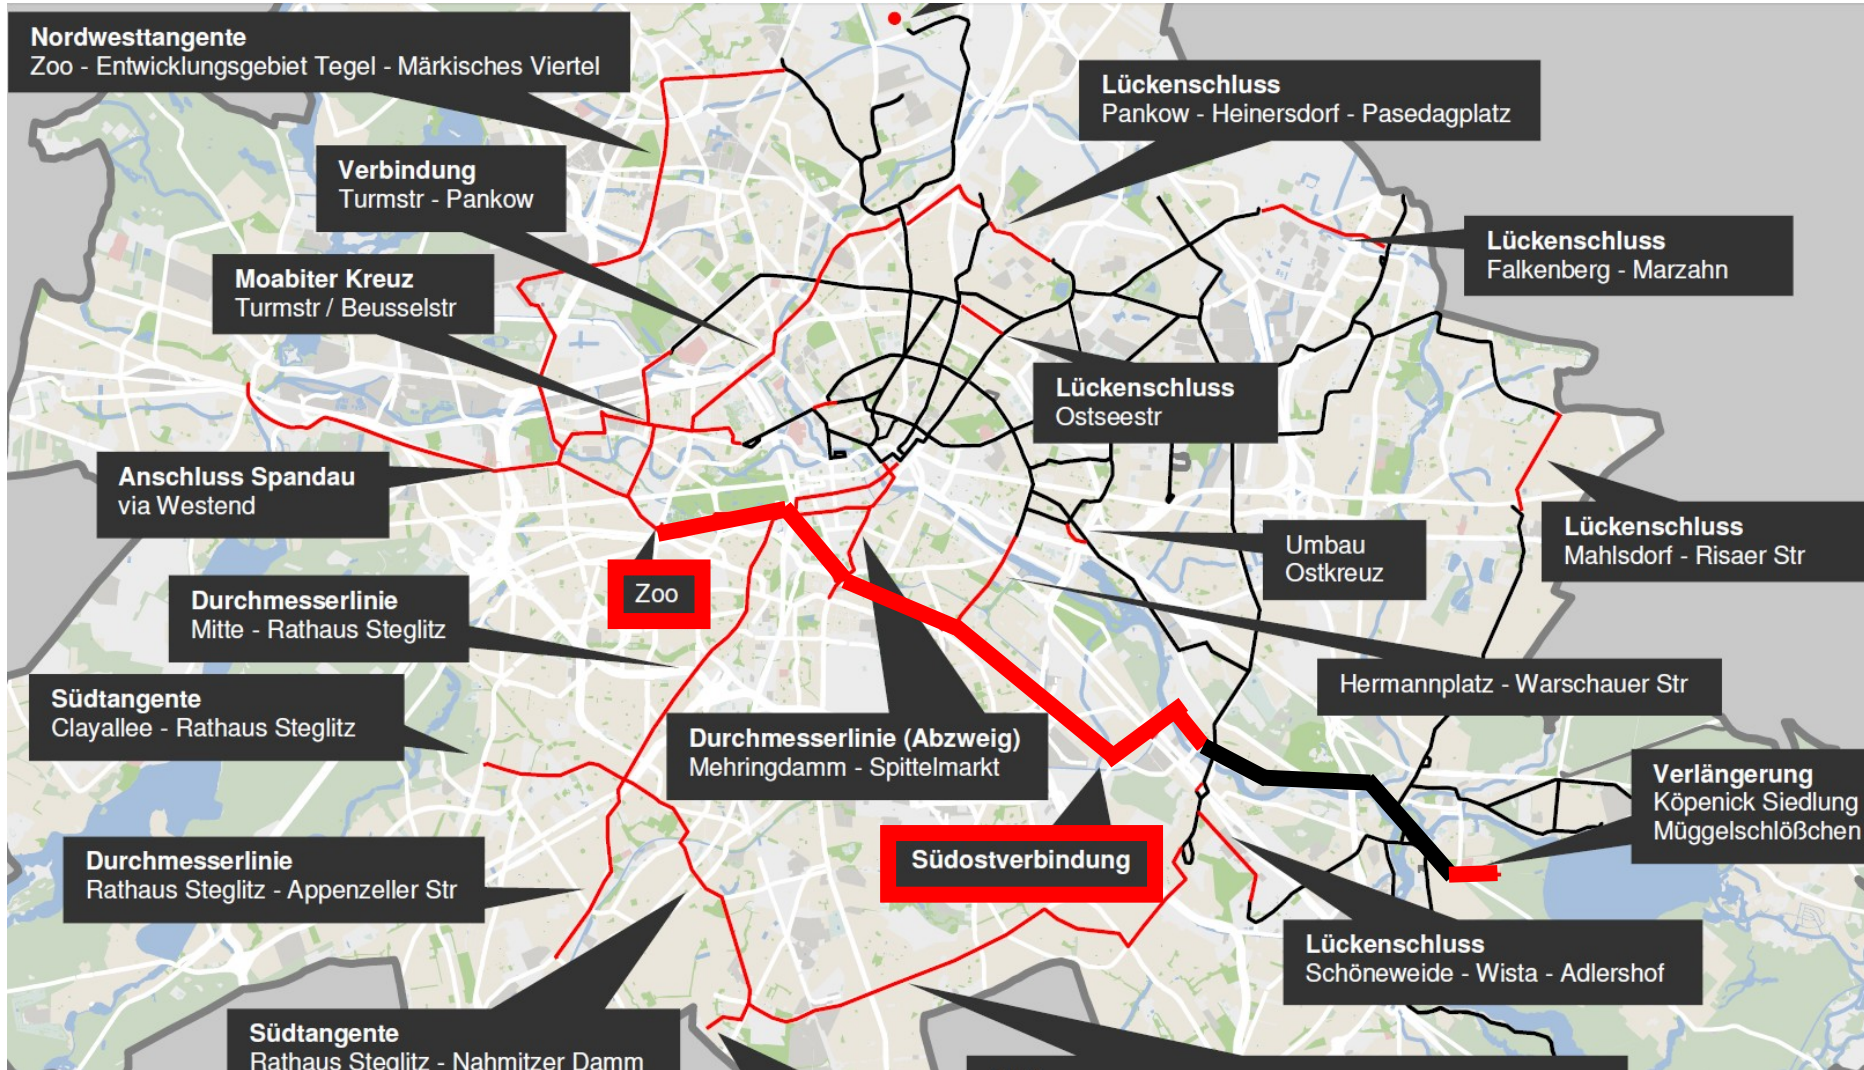 Nordwesttangente
Zoo - Entwicklungsgebiet Tegel - Märkisches Viertel
Lückenschluss
Pankow - Heinersdorf - Pasedagplatz
Verbindung
Turmstr - Pankow
Lückenschluss
Falkenberg - Marzahn
Moabiter Kreuz
Turmstr / Beusselstr
Lückenschluss
Ostseestr
Anschluss Spandau
via Westend
Lückenschluss
Mahlsdorf - Risaer Str
Umbau
Ostkreuz
Zoo
Durchmesserlinie
Mitte - Rathaus Steglitz
Hermannplatz - Warschauer Str
Südtangente
Clayallee - Rathaus Steglitz
Durchmesserlinie (Abzweig)
Mehringdamm - Spittelmarkt
Verlängerung
Köpenick Siedlung
Müggelschlößchen
Südostverbindung
Durchmesserlinie
Rathaus Steglitz - Appenzeller Str
Lückenschluss
Schöneweide - Wista - Adlershof
Südtangente
Rathaus Steglitz - Nahmitzer Damm